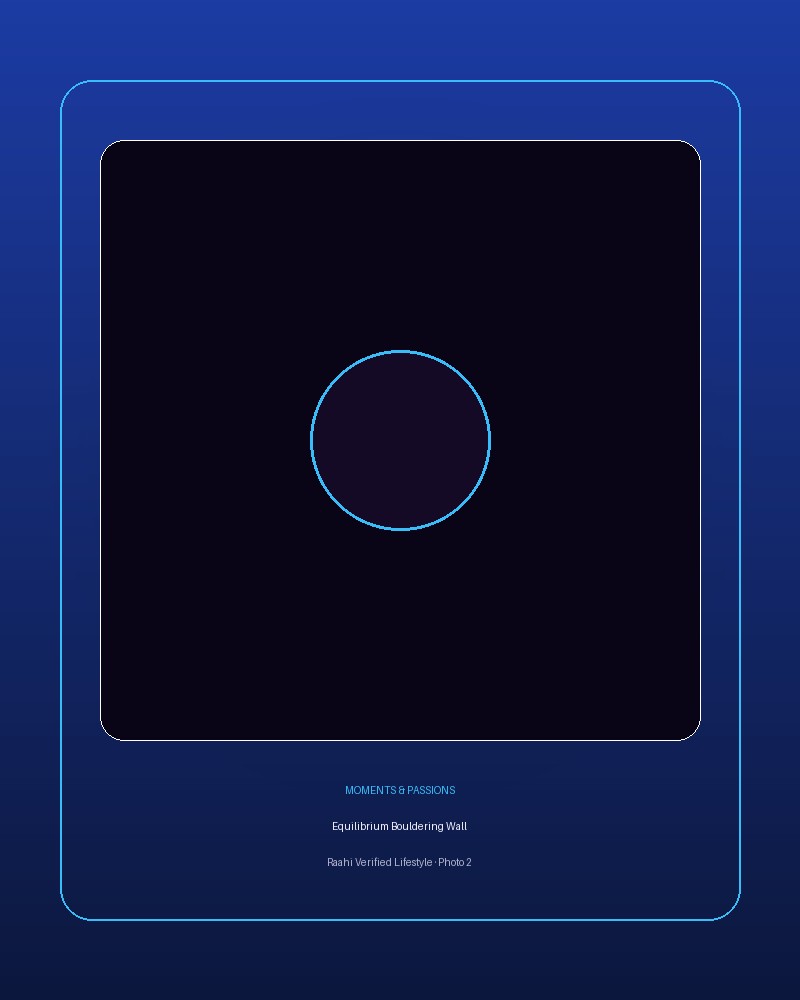 MOMENTS & PASSIONS
Equilibrium Bouldering Wall
Raahi Verified Lifestyle · Photo 2